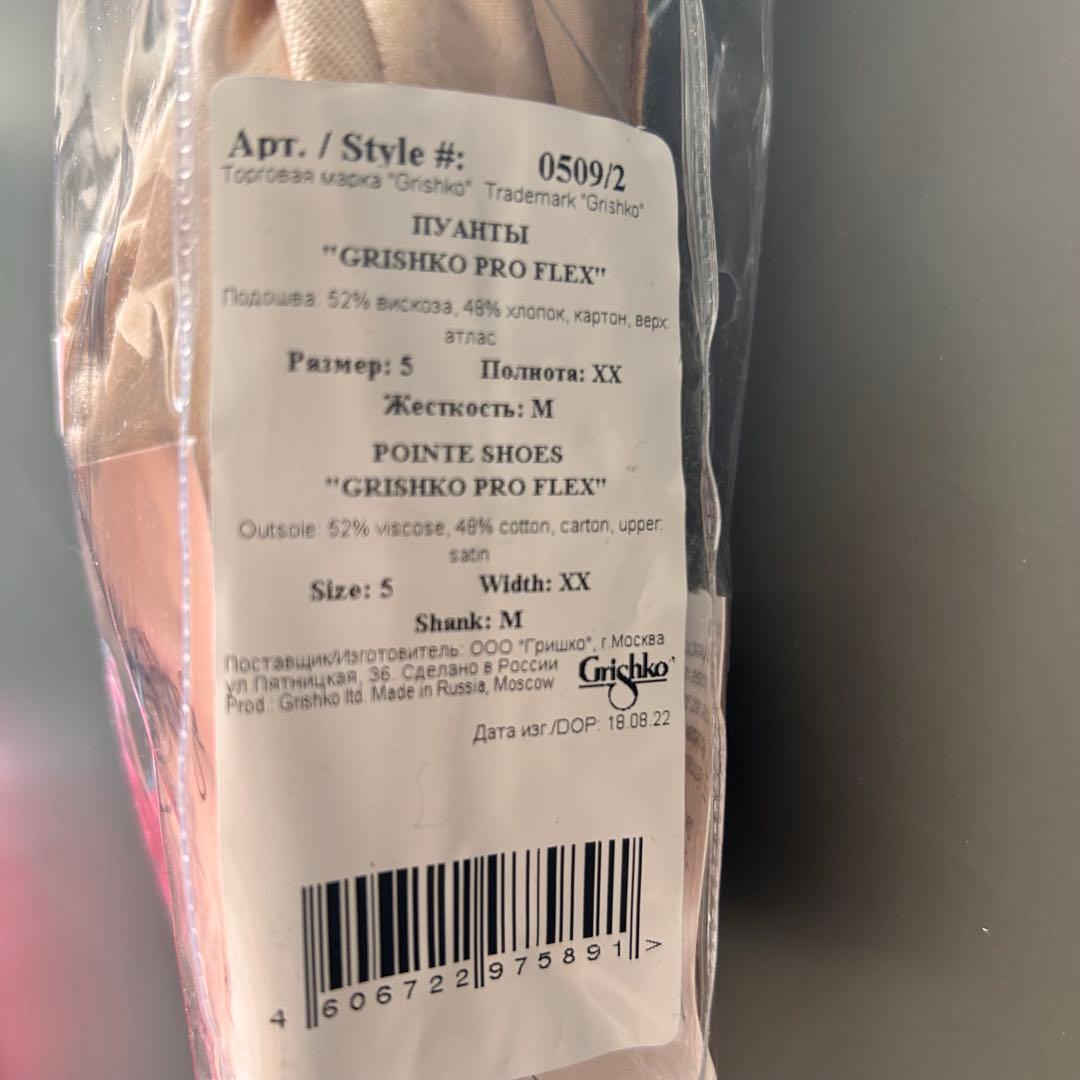 Арт. / Style #: 0509/2
Торговая марка "Grishko" Trademark "Grishko"
ПУАНТЫ
"GRISHKO PRO FLEX"
Подошва: 52% вискоза, 48% хлопок, картон, верх:
атлас
Размер: 5 Полнота: XX
Жесткость: M
POINTE SHOES
"GRISHKO PRO FLEX"
Outsole: 52% viscose, 48% cotton, carton, upper:
satin
Size: 5 Width: XX
Shank: M
Поставщик/Изготовитель: ООО "Гришко", г.Москва
ул.Пятницкая, 36. Сделано в России
Prod.: Grishko ltd. Made in Russia, Moscow
Grishko
Дата изг./DOP: 18.08.22
4 606722 975891 >